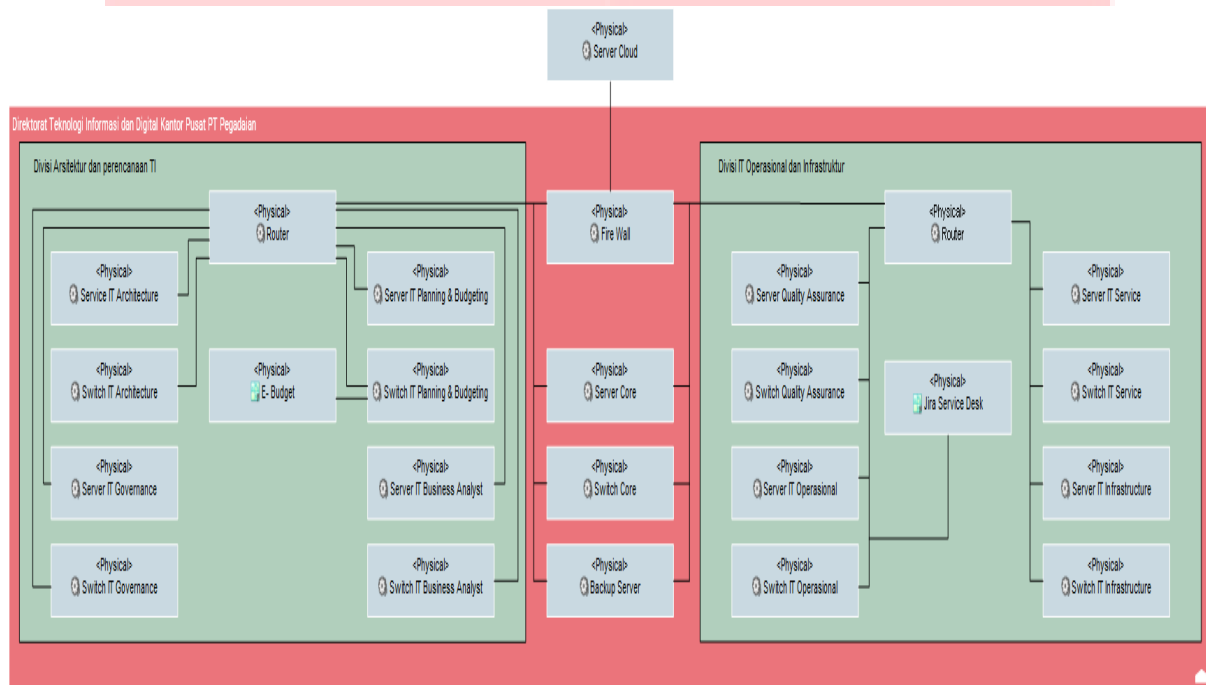 <Physical>
Server Cloud
Direktorat Teknologi Informasi dan Digital Kantor Pusat PT Pegadaian
Divisi Arsitektur dan perencanaan TI
<Physical>
Router
<Physical>
Service IT Architecture
<Physical>
Server IT Planning & Budgeting
<Physical>
Switch IT Architecture
<Physical>
E- Budget
<Physical>
Switch IT Planning & Budgeting
<Physical>
Server IT Governance
<Physical>
Server IT Business Analyst
<Physical>
Switch IT Governance
<Physical>
Switch IT Business Analyst
<Physical>
Fire Wall
<Physical>
Server Core
<Physical>
Switch Core
<Physical>
Backup Server
Divisi IT Operasional dan Infrastruktur
<Physical>
Router
<Physical>
Server Quality Assurance
<Physical>
Server IT Service
<Physical>
Switch Quality Assurance
<Physical>
Jira Service Desk
<Physical>
Switch IT Service
<Physical>
Server IT Operasional
<Physical>
Server IT Infrastructure
<Physical>
Switch IT Operasional
<Physical>
Switch IT Infrastructure